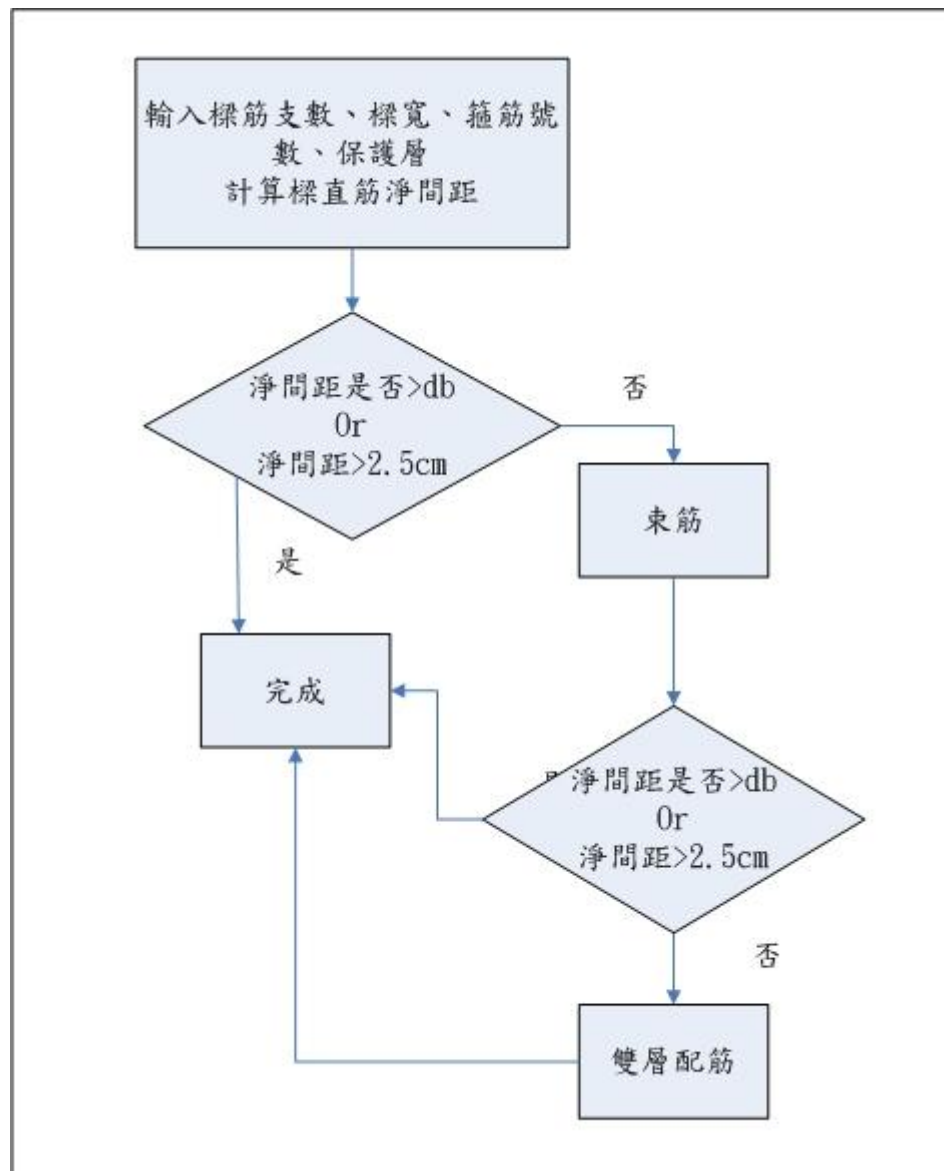 輸入樑筋支數、樑寬、箍筋號
數、保護層
計算樑直筋淨間距
淨間距是否>db
Or
淨間距>2.5cm
否
束筋
是
完成
淨間距是否>db
Or
淨間距>2.5cm
否
雙層配筋